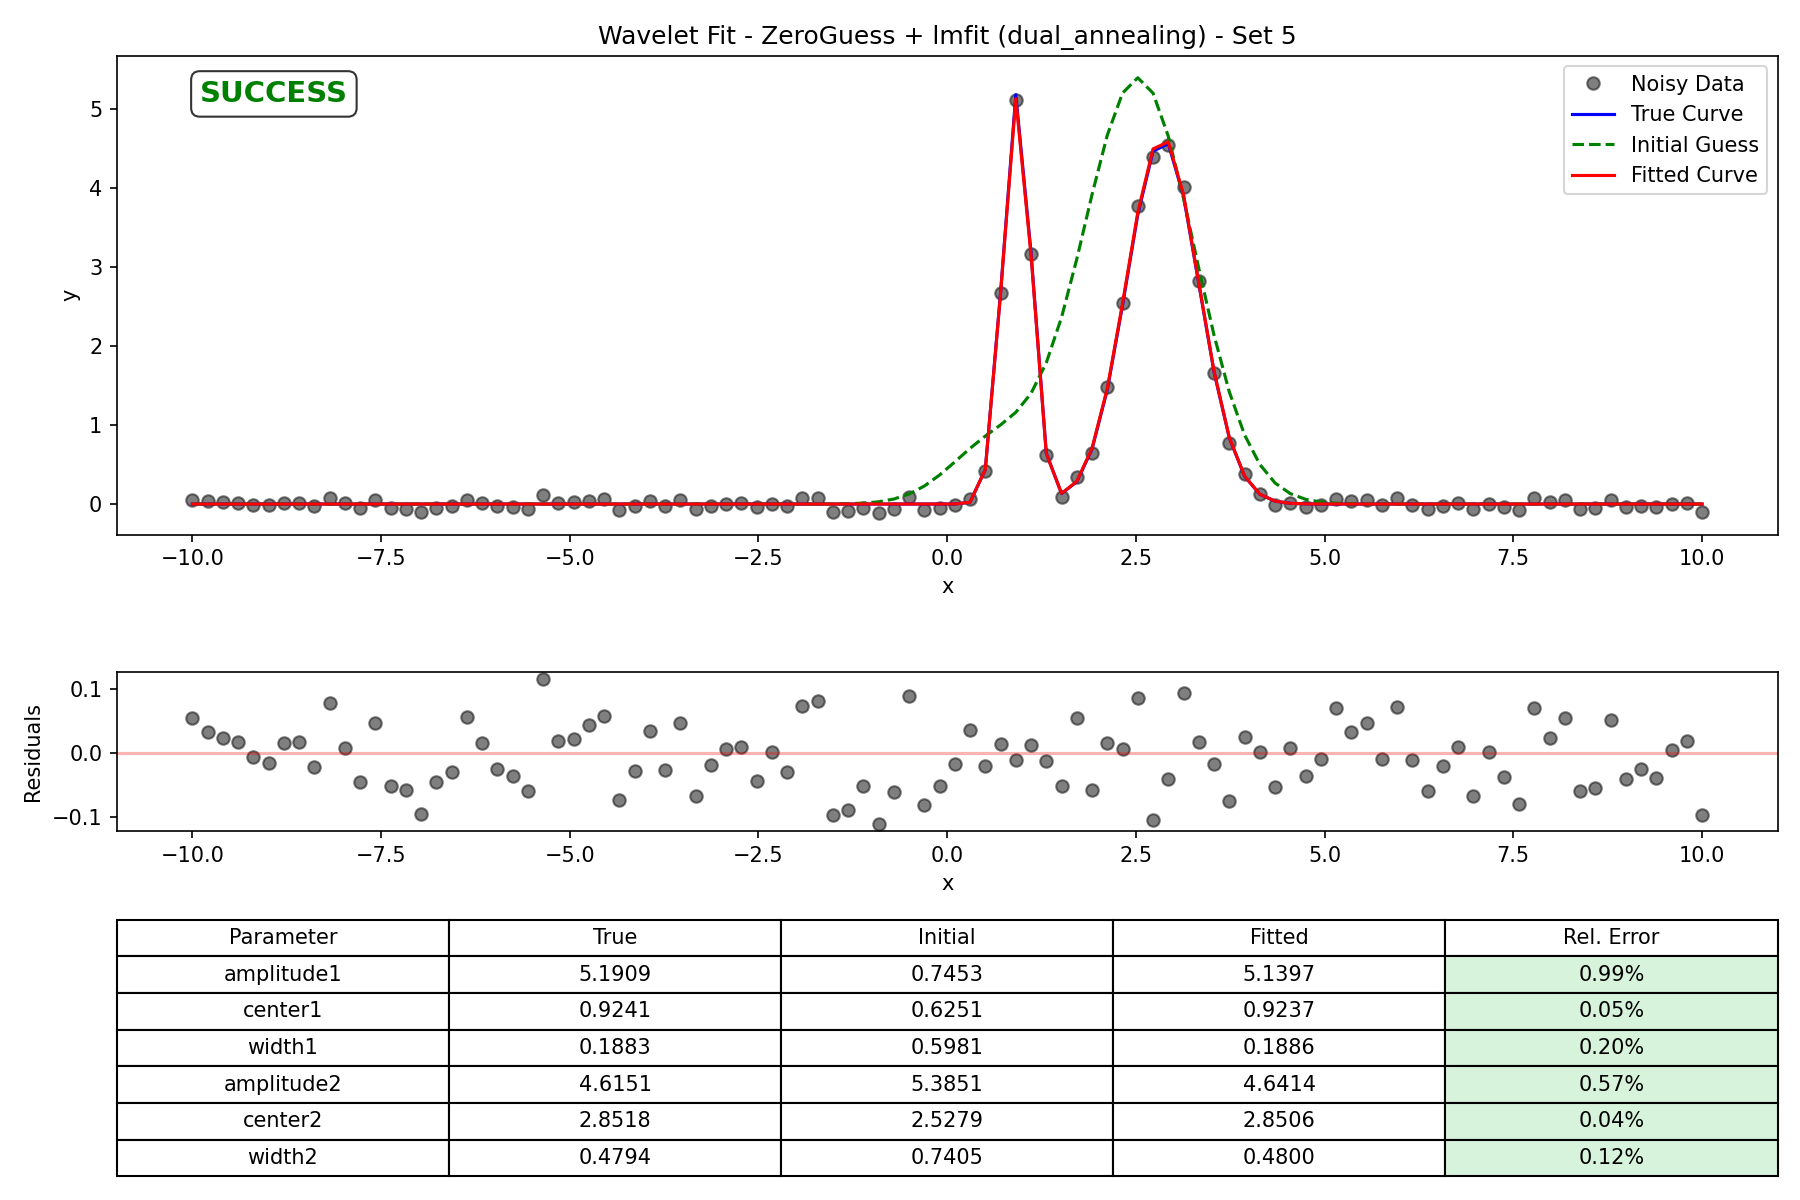 Wavelet Fit - ZeroGuess + lmfit (dual_annealing) - Set 5
SUCCESS
Noisy Data
True Curve
Initial Guess
Fitted Curve
y
5
4
3
2
1
0
−10.0 −7.5 −5.0 −2.5 0.0 2.5 5.0 7.5 10.0
x
Residuals
0.1
0.0
−0.1
−10.0 −7.5 −5.0 −2.5 0.0 2.5 5.0 7.5 10.0
x
Parameter True Initial Fitted Rel. Error
amplitude1 5.1909 0.7453 5.1397 0.99%
center1 0.9241 0.6251 0.9237 0.05%
width1 0.1883 0.5981 0.1886 0.20%
amplitude2 4.6151 5.3851 4.6414 0.57%
center2 2.8518 2.5279 2.8506 0.04%
width2 0.4794 0.7405 0.4800 0.12%